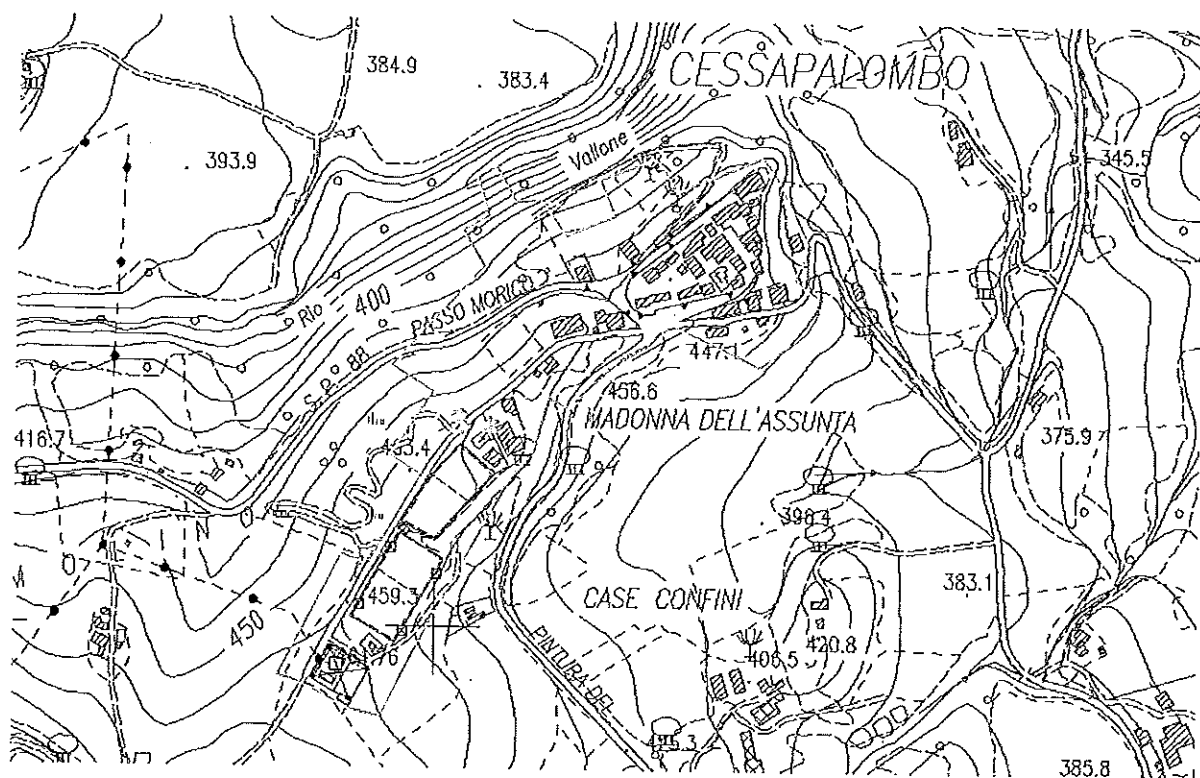 CESSAPALOMBO
384.9
383.4
393.9
Vallone
345.5
Rio
400
PASSO MORICO
S.P. 88
447.1
456.6
MADONNA DELL'ASSUNTA
416.7
375.9
398.4
N O
M O
383.1
459.3
CASE CONFINI
450
PINTURA DEL
406.5
420.8
385.8